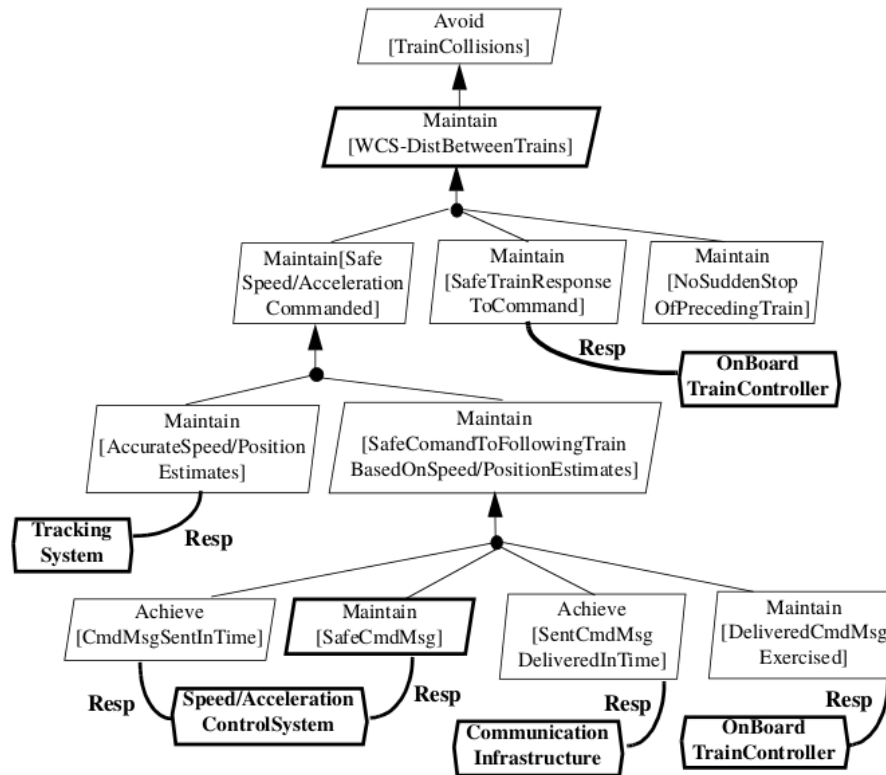 Avoid
[TrainCollisions]
Maintain
[WCS-DistBetweenTrains]
Maintain[Safe
Speed/Acceleration
Commanded]
Maintain
[SafeTrainResponse
ToCommand]
Maintain
[NoSuddenStop
OfPrecedingTrain]
Resp
OnBoard
TrainController
Maintain
[AccurateSpeed/Position
Estimates]
Maintain
[SafeComandToFollowingTrain
BasedOnSpeed/PositionEstimates]
Resp
Tracking
System
Achieve
[CmdMsgSentInTime]
Maintain
[SafeCmdMsg]
Achieve
[SentCmdMsg
DeliveredInTime]
Maintain
[DeliveredCmdMsg
Exercised]
Resp
Speed/Acceleration
ControlSystem
Resp
Resp
Communication
Infrastructure
Resp
OnBoard
TrainController